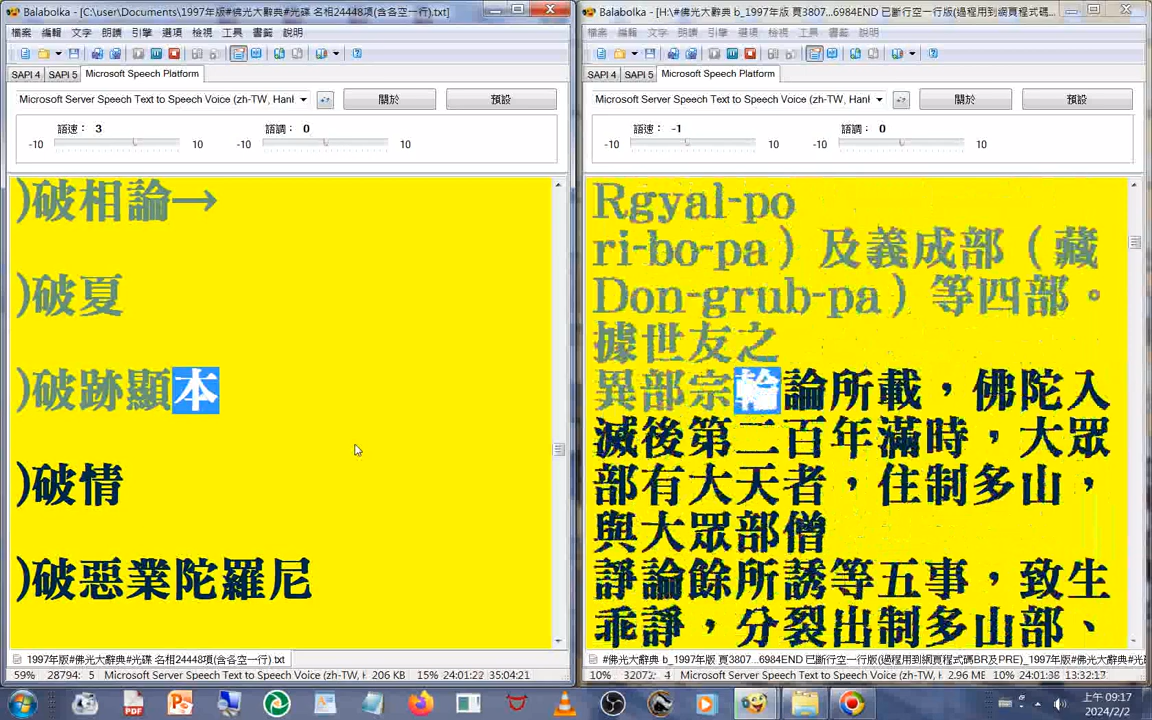 Balabolka - [C:\user\Documents\1997年版#佛光大辭典#光碟 名相24448項(含各空一行).txt]
檔案 編輯 文字 朗讀 引擎 選項 檢視 工具 書籤 說明
SAPI 4 SAPI 5 Microsoft Speech Platform
Microsoft Server Speech Text to Speech Voice (zh-TW, Hanl
關於 預設
語速： 3 語調： 0
-10 10 -10 10
)破相論→
)破夏
)破跡顯本
)破情
)破惡業陀羅尼
1997年版#佛光大辭典#光碟 名相24448項(含各空一行).txt
59% 28794: 5 Microsoft Server Speech Text to Speech Voice (zh-TW, H 206 KB 15% 24:01:22 35:04:21
Balabolka - [H:\#佛光大辭典 b_1997年版 頁3807...6984END 已斷行空一行版(過程用到網頁程式碼
檔案 編輯 文字 朗讀 引擎 選項 檢視 工具 書籤 說明
SAPI 4 SAPI 5 Microsoft Speech Platform
Microsoft Server Speech Text to Speech Voice (zh-TW, Hanl
關於 預設
語速： -1 語調： 0
-10 10 -10 10
Rgyal-po
ri-bo-pa）及義成部（藏
Don-grub-pa）等四部。
據世友之
異部宗輪論所載，佛陀入
滅後第二百年滿時，大眾
部有大天者，住制多山，
與大眾部僧
諍論餘所誘等五事，致生
乖諍，分裂出制多山部、
#佛光大辭典 b_1997年版 頁3807...6984END 已斷行空一行版(過程用到網頁程式碼BR及PRE)_1997年版#光
10% 32072: 4 Microsoft Server Speech Text to Speech Voice (zh-TW, H 2.96 ME 10% 24:01:38 13:32:17
上午 09:17
2024/2/2